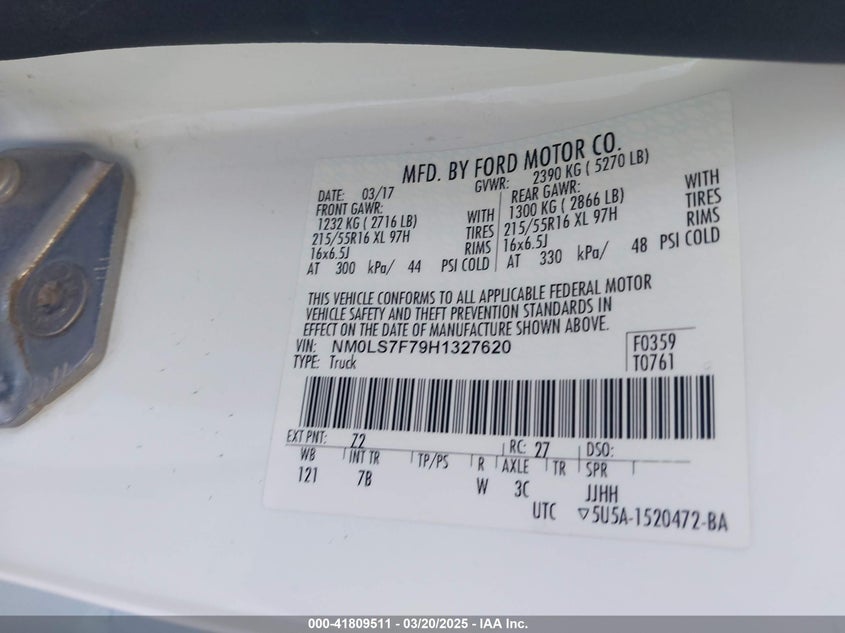 MFD. BY FORD MOTOR CO.
DATE: 03/17 GVWR: 2390 KG ( 5270 LB)
FRONT GAWR: WITH REAR GAWR: WITH
1232 KG ( 2716 LB) TIRES 1300 KG ( 2866 LB) TIRES
215/55R16 XL 97H RIMS 215/55R16 XL 97H RIMS
16x6.5J 16x6.5J
AT 300 kPa/ 44 PSI COLD AT 330 kPa/ 48 PSI COLD
THIS VEHICLE CONFORMS TO ALL APPLICABLE FEDERAL MOTOR
VEHICLE SAFETY AND THEFT PREVENTION STANDARDS IN
EFFECT ON THE DATE OF MANUFACTURE SHOWN ABOVE.
VIN: NM0LS7F79H1327620 F0359
TYPE: Truck T0761
EXT PNT: Z2 RC: 27 DSO:
WB INT TR TP/PS R AXLE TR SPR
121 7B W 3C JJHH
UTC ▽5U5A-1520472-BA
000-41809511 - 03/20/2025 - IAA Inc.